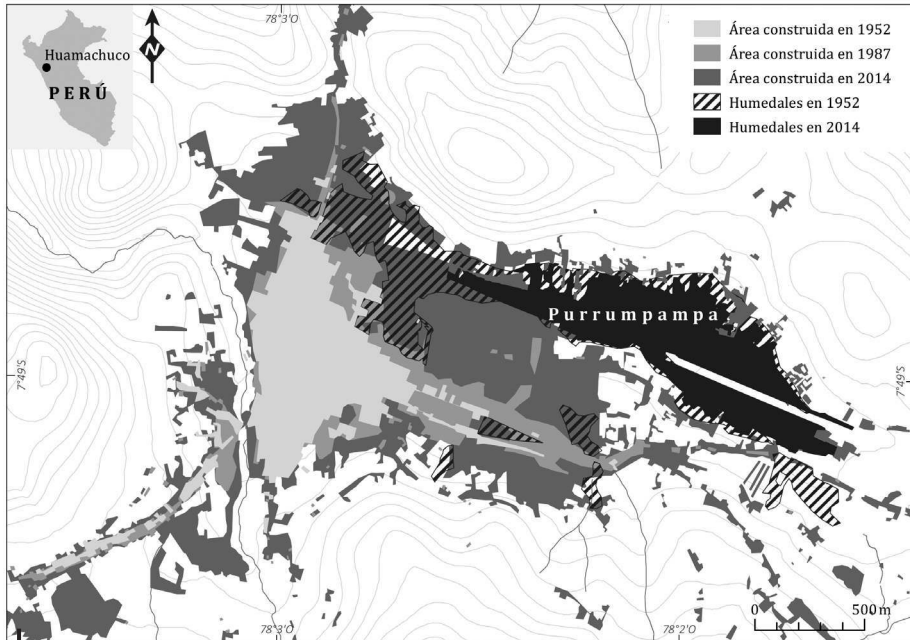 78°3'O
Huamachuco
PERÚ
N
Área construida en 1952
Área construida en 1987
Área construida en 2014
Humedales en 1952
Humedales en 2014
Purrumpampa
7°49'S
7°49'S
0
500 m
78°3'O
78°2'O